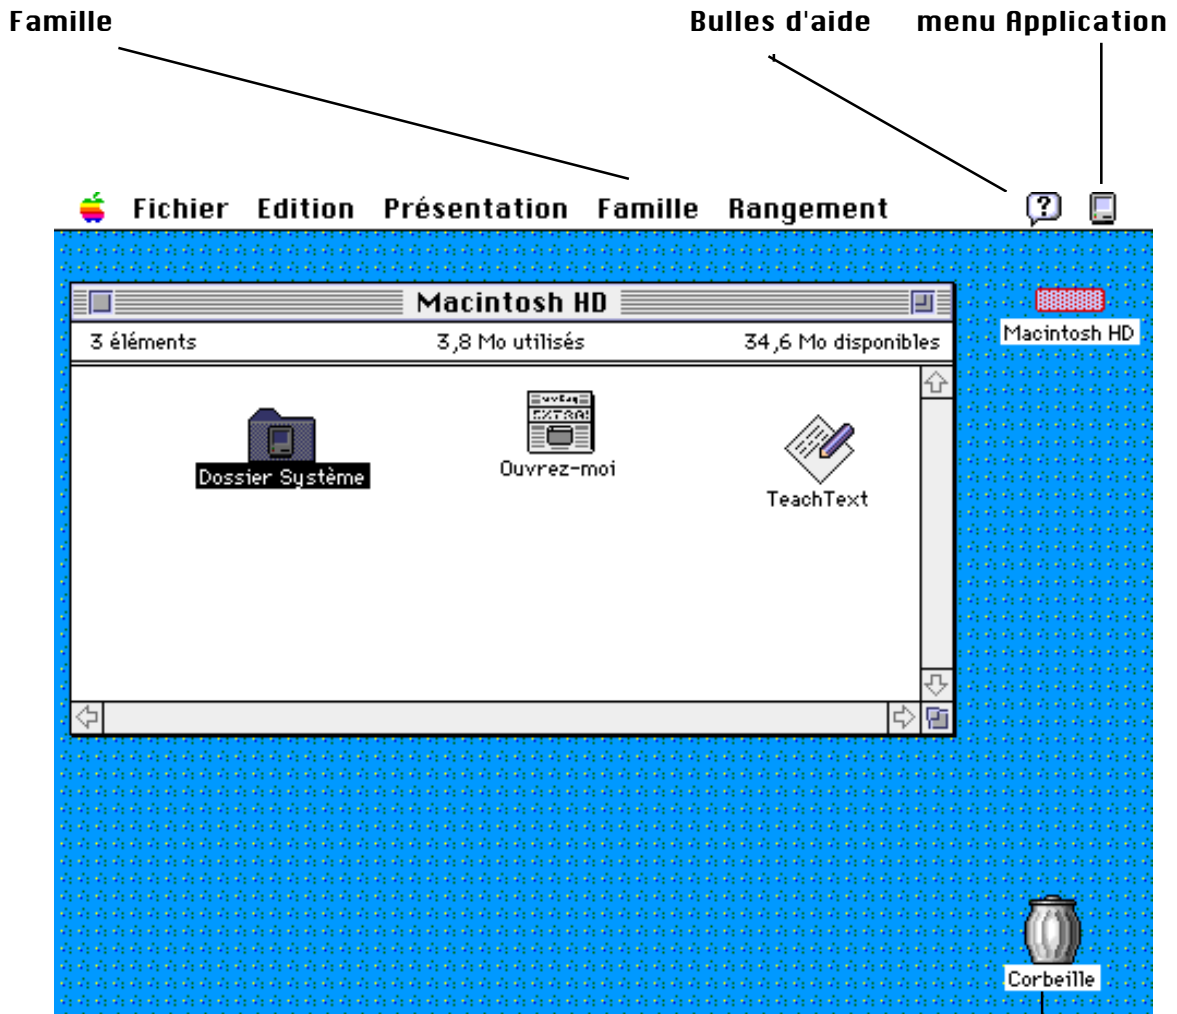 Famille Bulles d'aide menu Application
Fichier Edition Présentation Famille Rangement ?
Macintosh HD
3 éléments 3,8 Mo utilisés 34,6 Mo disponibles
Macintosh HD
EXTRA!
Dossier Système
Ouvrez-moi
TeachText
Corbeille